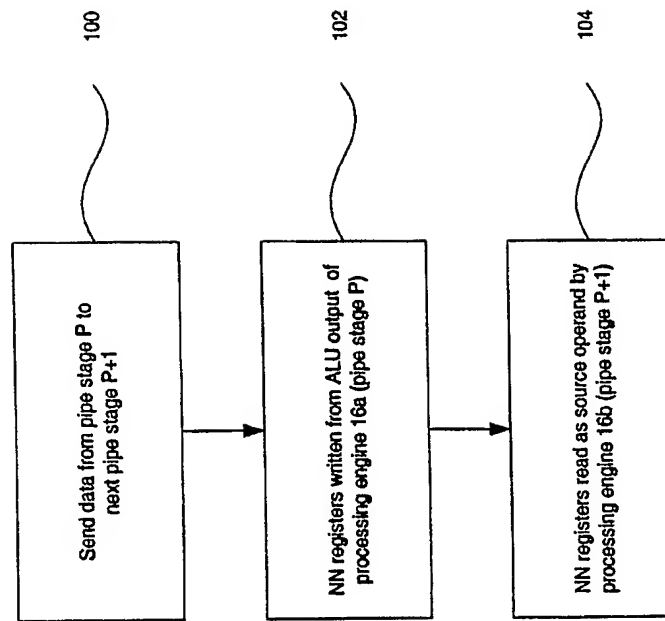 Send data from pipe stage P to
next pipe stage P+1
100
NN registers written from ALU output of
processing engine 16a (pipe stage P)
102
NN registers read as source operand by
processing engine 16b (pipe stage P+1)
104